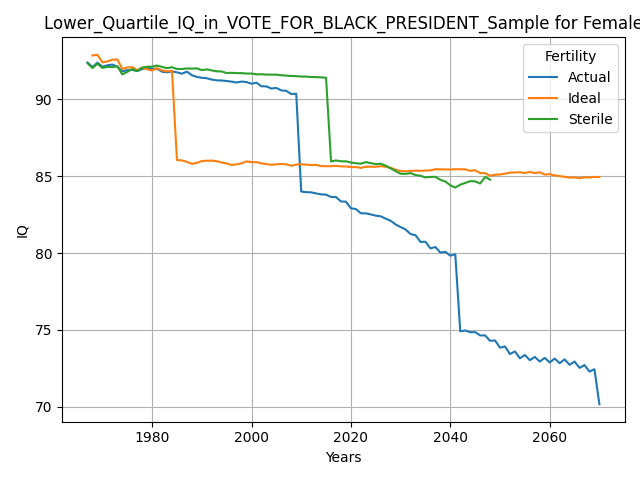 Lower_Quartile_IQ_in_VOTE_FOR_BLACK_PRESIDENT_Sample for Female
Fertility
Actual
Ideal
Sterile
90
85
80
75
70
IQ
1980 2000 2020 2040 2060
Years